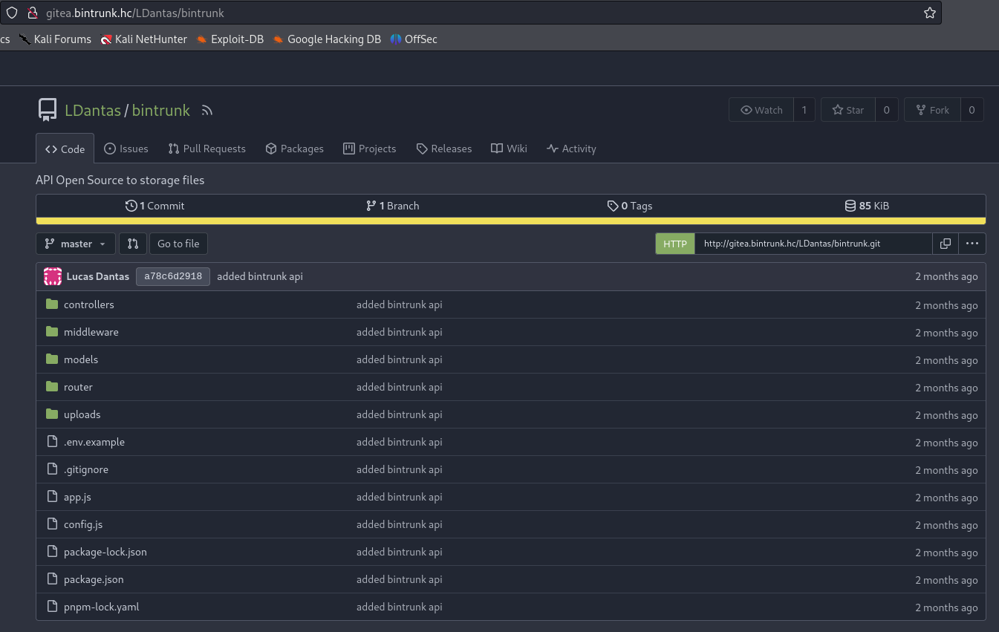 gitea.bintrunk.hc/LDantas/bintrunk
cs Kali Forums Kali NetHunter Exploit-DB Google Hacking DB OffSec
LDantas / bintrunk Watch 1 Star 0 Fork 0
Code Issues Pull Requests Packages Projects Releases Wiki Activity
API Open Source to storage files
1 Commit 1 Branch 0 Tags 85 KiB
master Go to file HTTP http://gitea.bintrunk.hc/LDantas/bintrunk.git
Lucas Dantas a78c6d2918 added bintrunk api 2 months ago
controllers added bintrunk api 2 months ago
middleware added bintrunk api 2 months ago
models added bintrunk api 2 months ago
router added bintrunk api 2 months ago
uploads added bintrunk api 2 months ago
.env.example added bintrunk api 2 months ago
.gitignore added bintrunk api 2 months ago
app.js added bintrunk api 2 months ago
config.js added bintrunk api 2 months ago
package-lock.json added bintrunk api 2 months ago
package.json added bintrunk api 2 months ago
pnpm-lock.yaml added bintrunk api 2 months ago